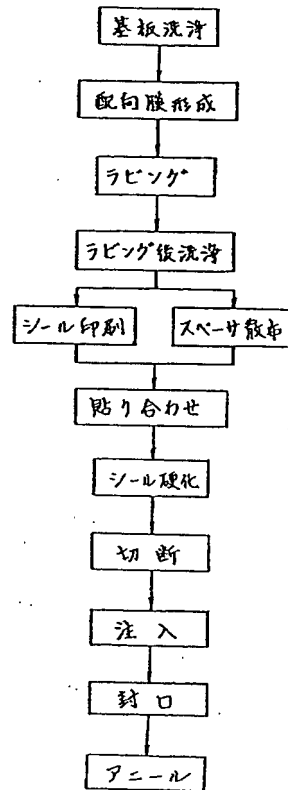 基板洗浄
配向膜形成
ラビング
ラビング後洗浄
シール印刷
スペーサ散布
貼り合わせ
シール硬化
切断
注入
封口
アニール